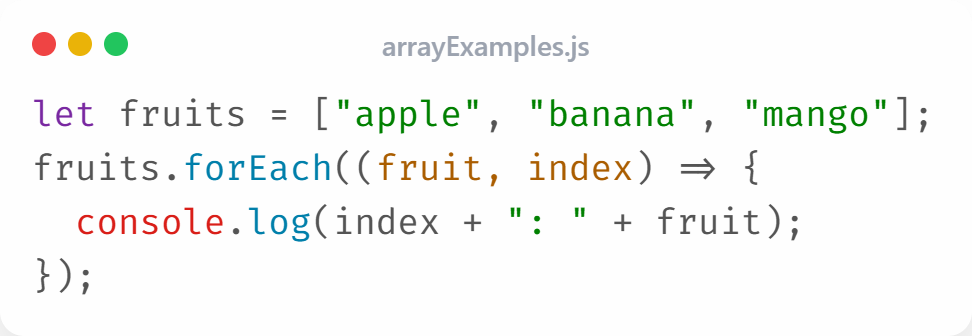 arrayExamples.js
let fruits = ["apple", "banana", "mango"];
fruits.forEach((fruit, index) => {
  console.log(index + ": " + fruit);
});